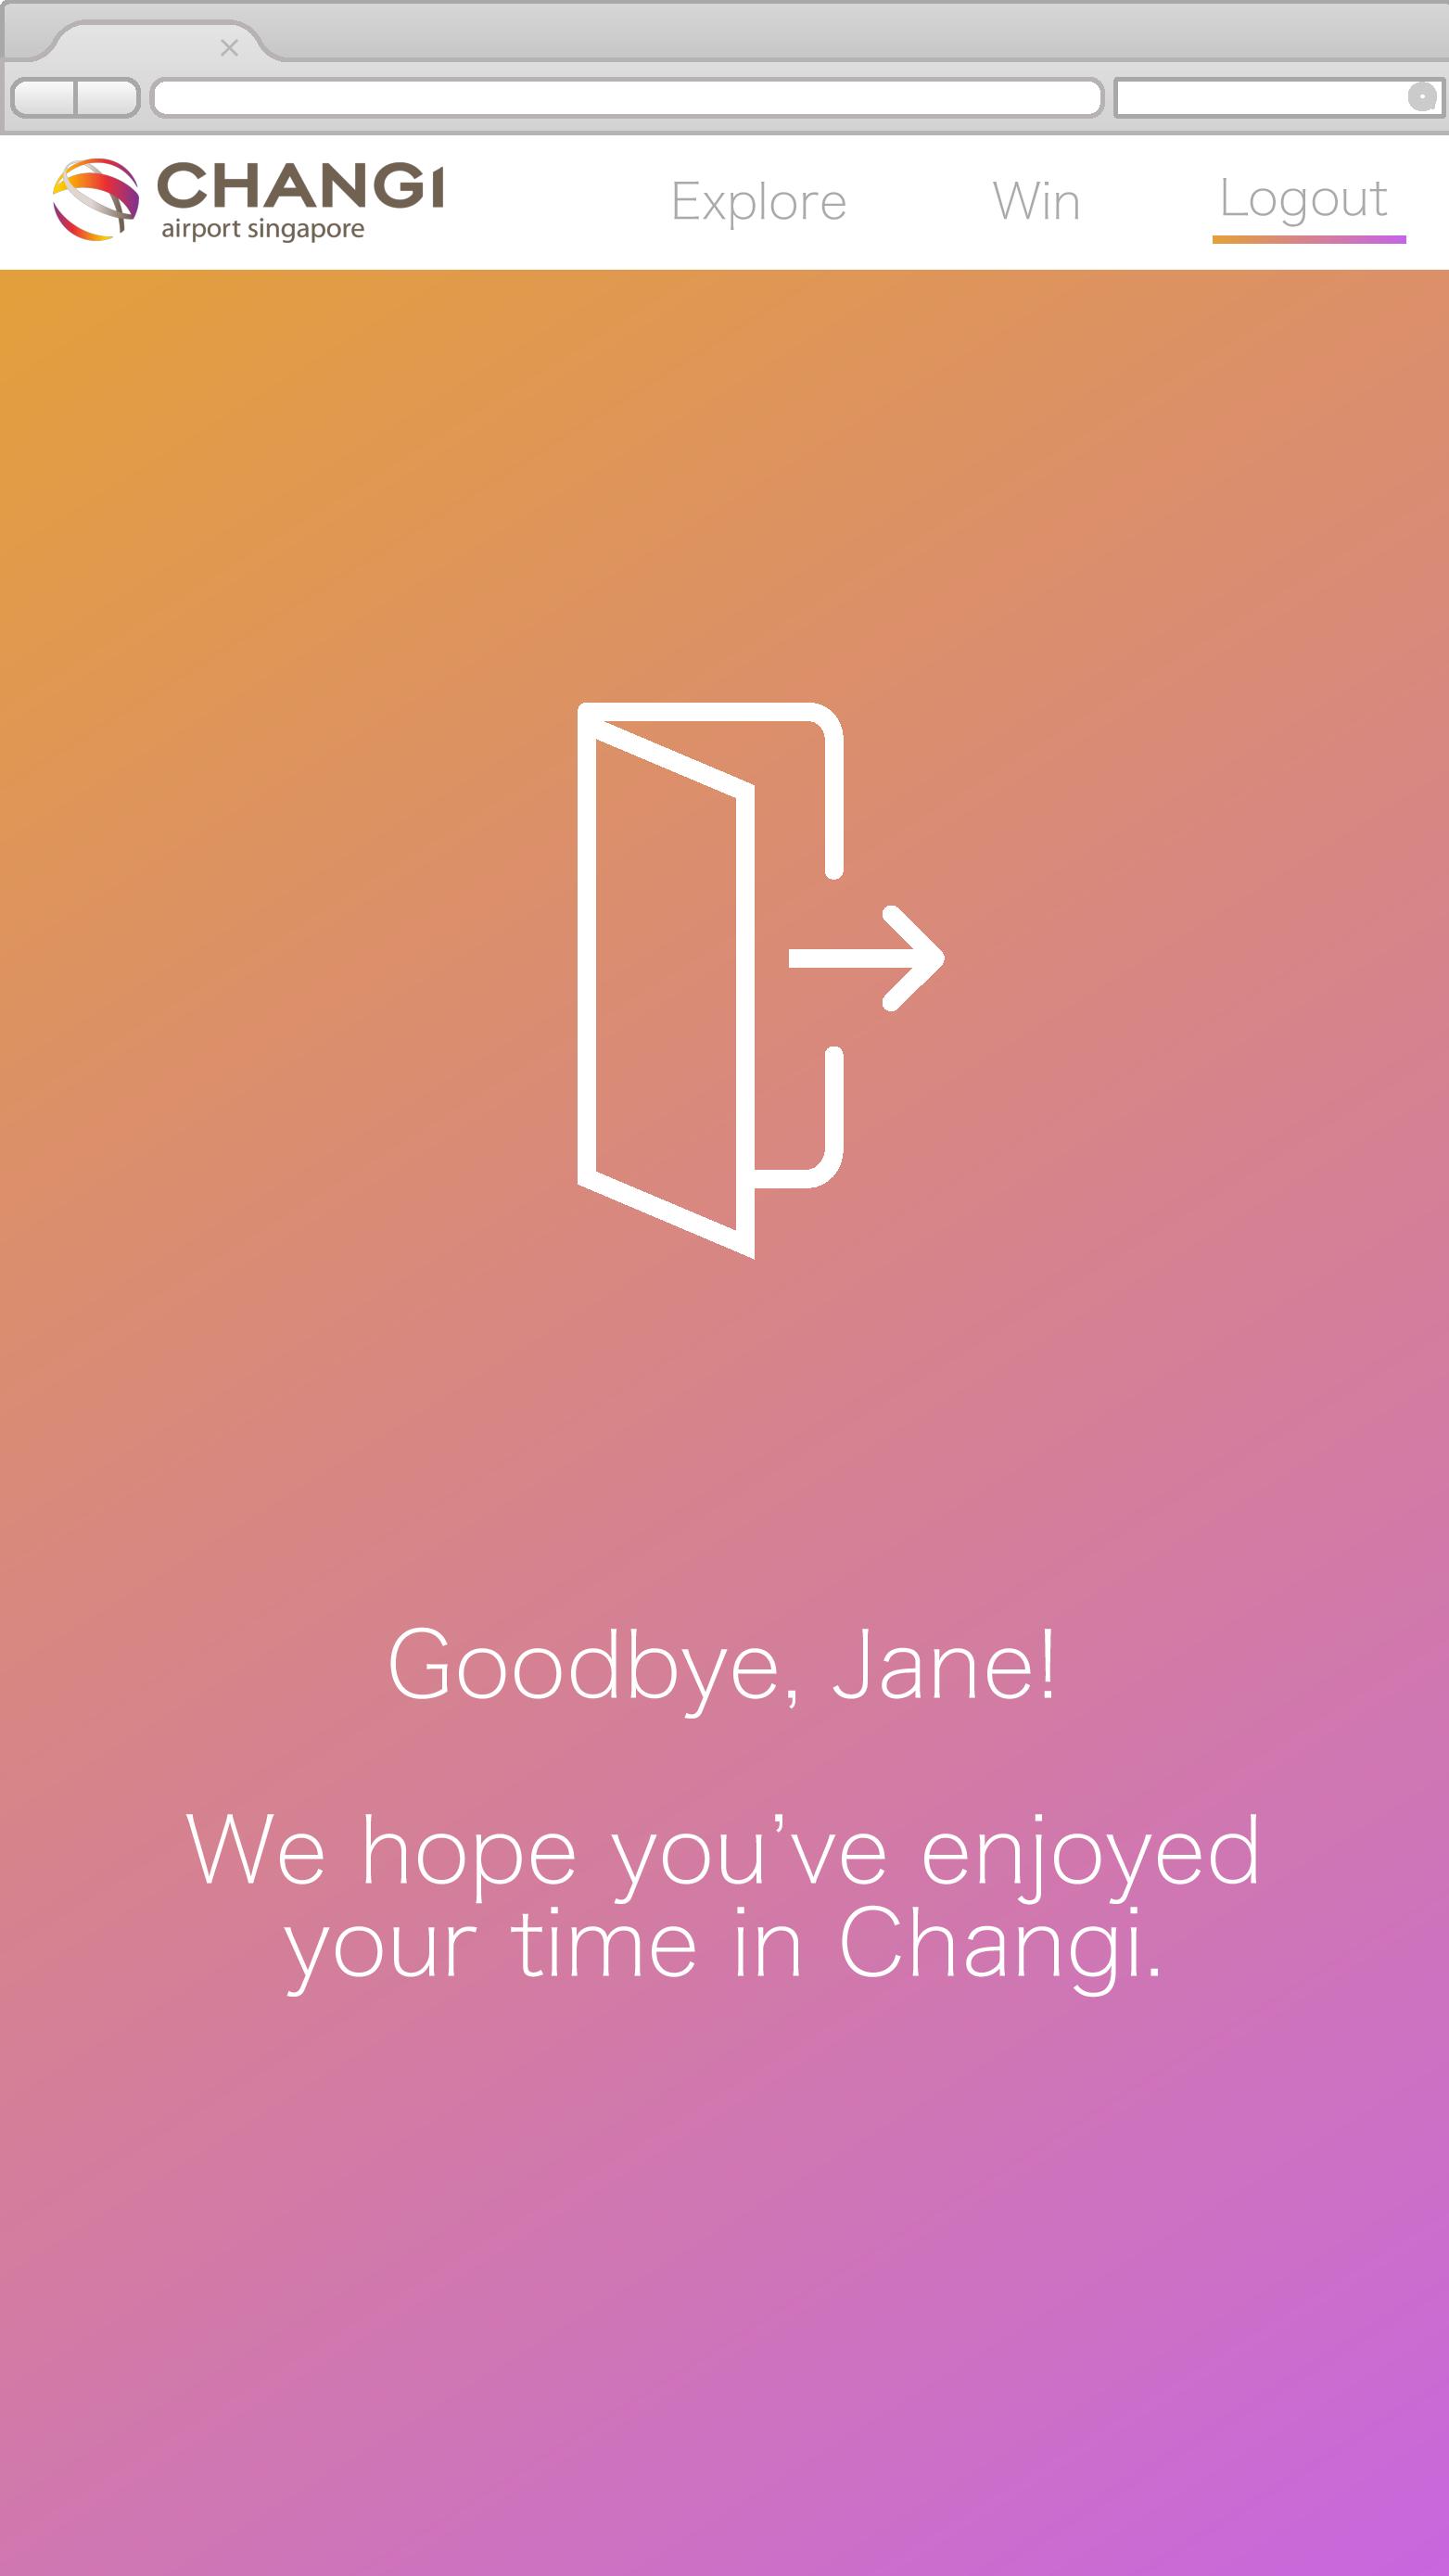 CHANGI
airport singapore
Explore
Win
Logout
Goodbye, Jane!
We hope you’ve enjoyed
your time in Changi.